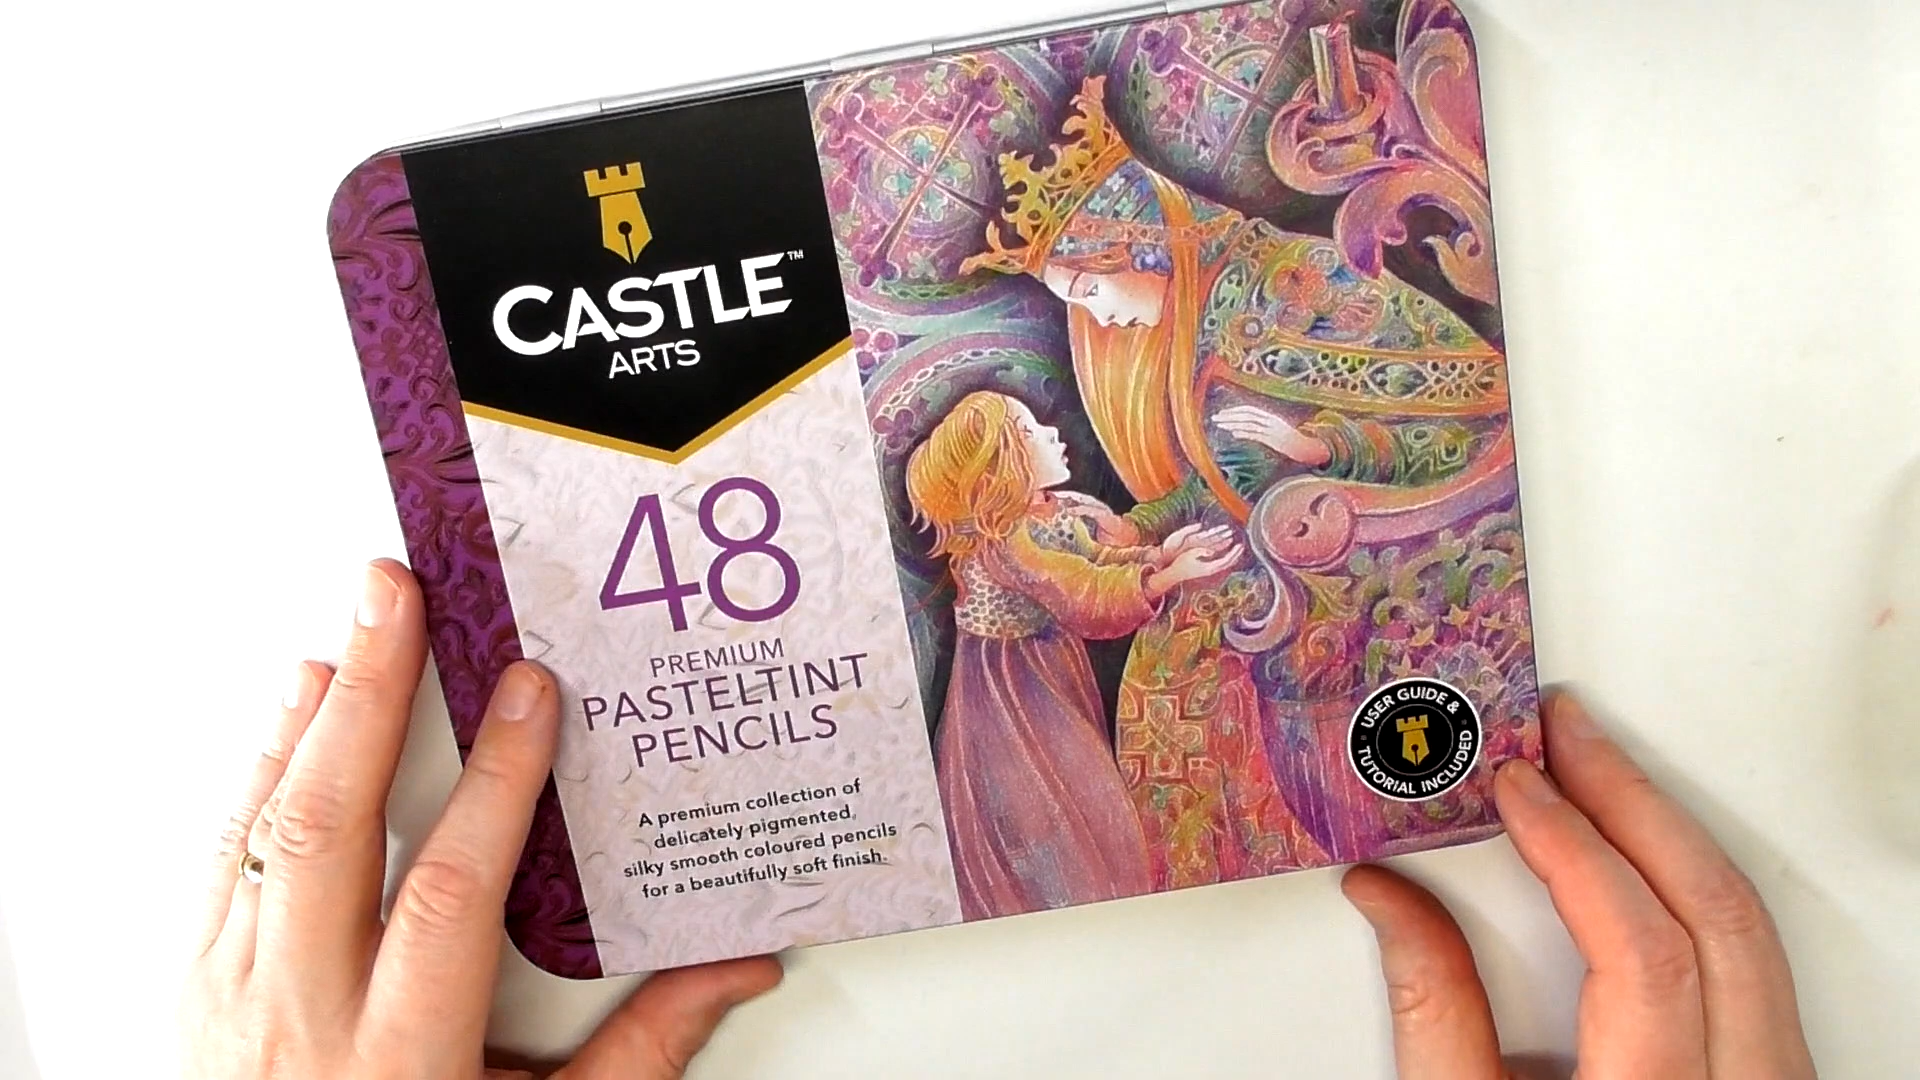 CASTLE™
ARTS
48
PREMIUM
PASTELTINT
PENCILS
A premium collection of
delicately pigmented,
silky smooth coloured pencils
for a beautifully soft finish.
USER GUIDE &
TUTORIAL INCLUDED